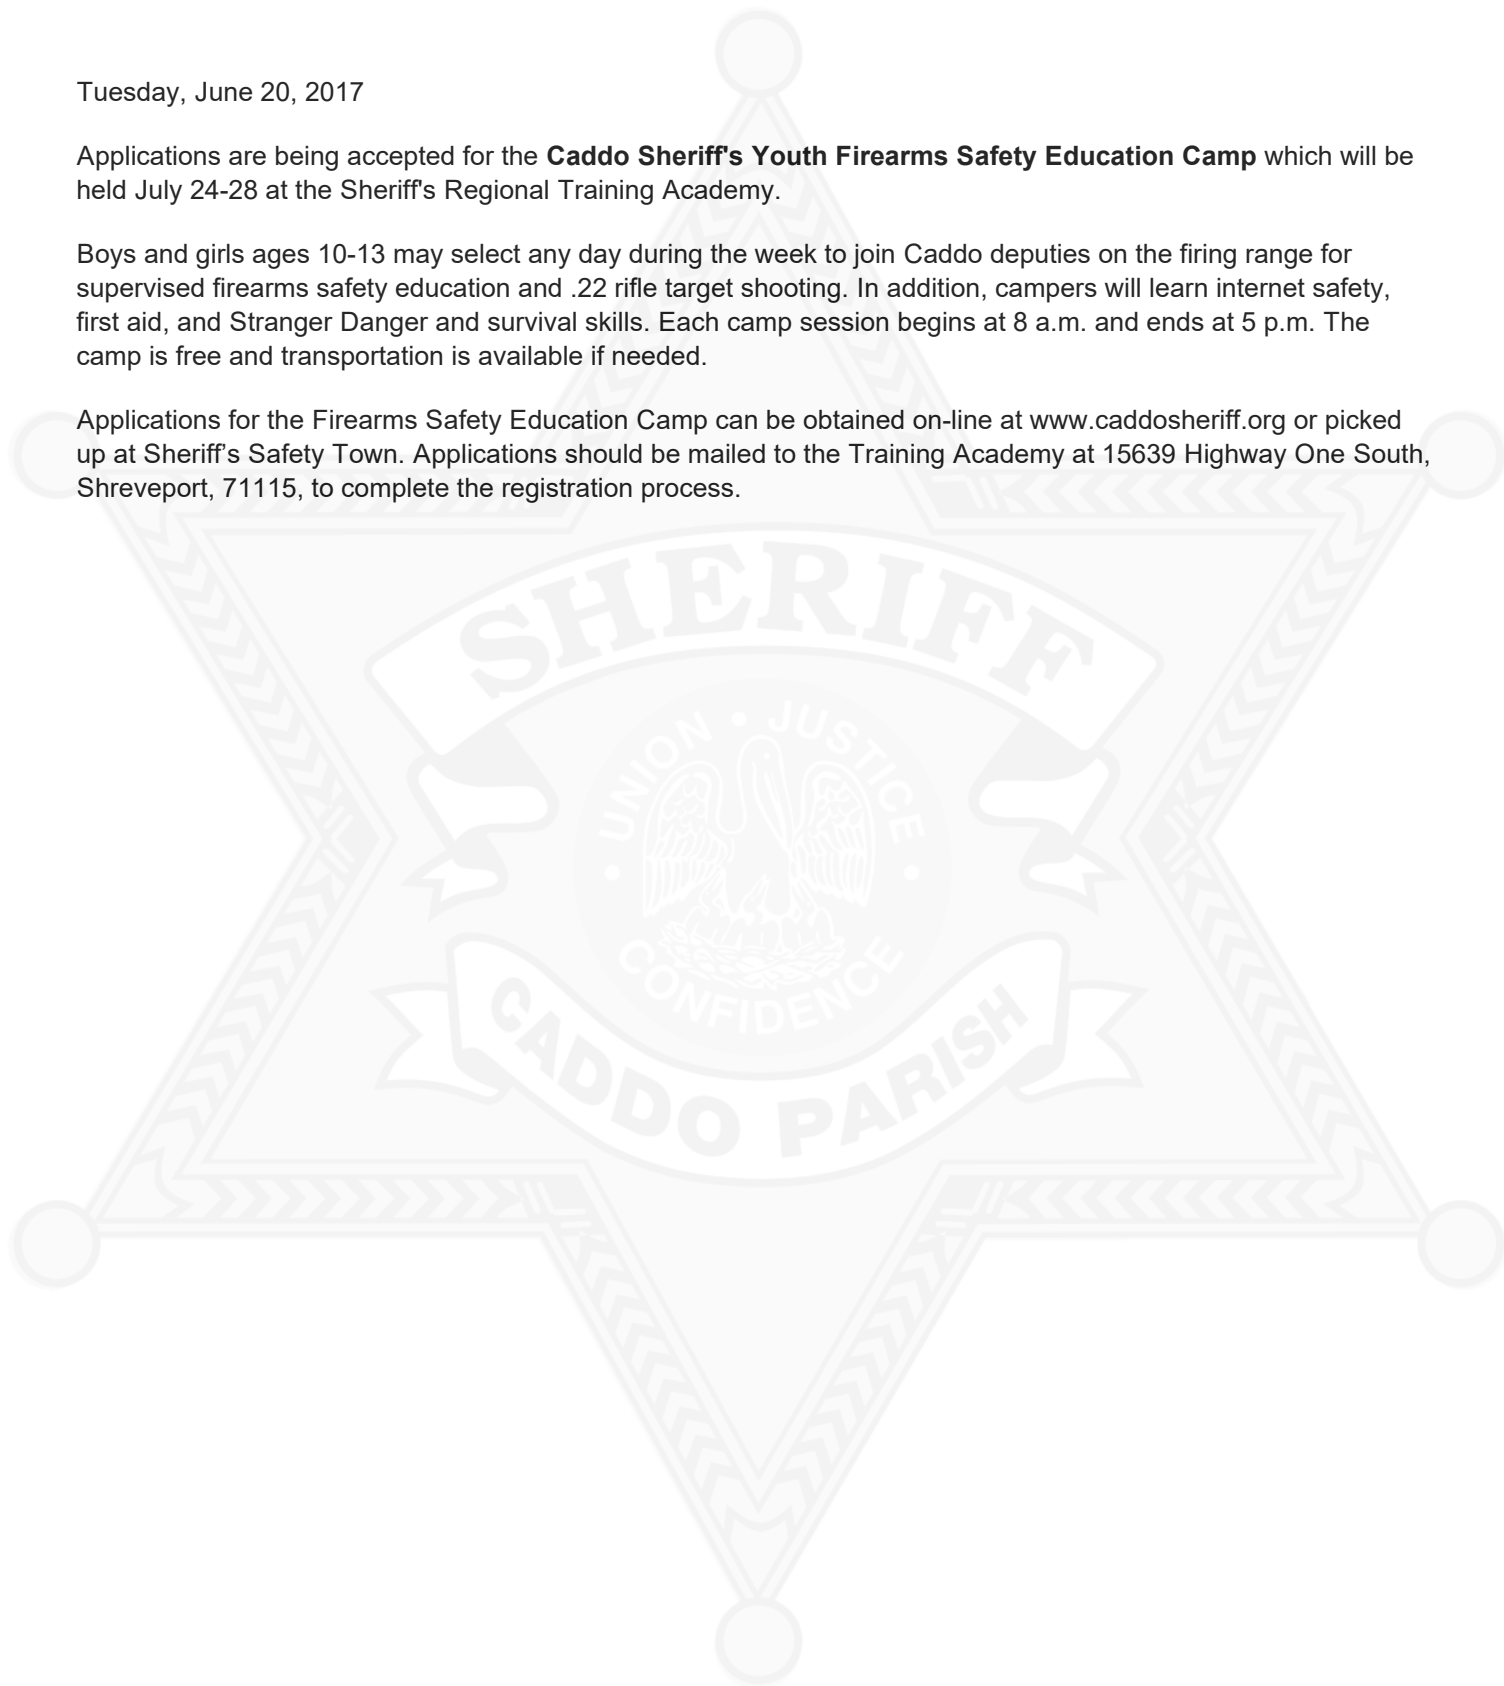 Tuesday, June 20, 2017
Applications are being accepted for the Caddo Sheriff's Youth Firearms Safety Education Camp which will be
held July 24-28 at the Sheriff's Regional Training Academy.
Boys and girls ages 10-13 may select any day during the week to join Caddo deputies on the firing range for
supervised firearms safety education and .22 rifle target shooting. In addition, campers will learn internet safety,
first aid, and Stranger Danger and survival skills. Each camp session begins at 8 a.m. and ends at 5 p.m. The
camp is free and transportation is available if needed.
Applications for the Firearms Safety Education Camp can be obtained on-line at www.caddosheriff.org or picked
up at Sheriff’s Safety Town. Applications should be mailed to the Training Academy at 15639 Highway One South,
Shreveport, 71115, to complete the registration process.
SHERIFF
UNION • JUSTICE
• CONFIDENCE •
CADDO PARISH